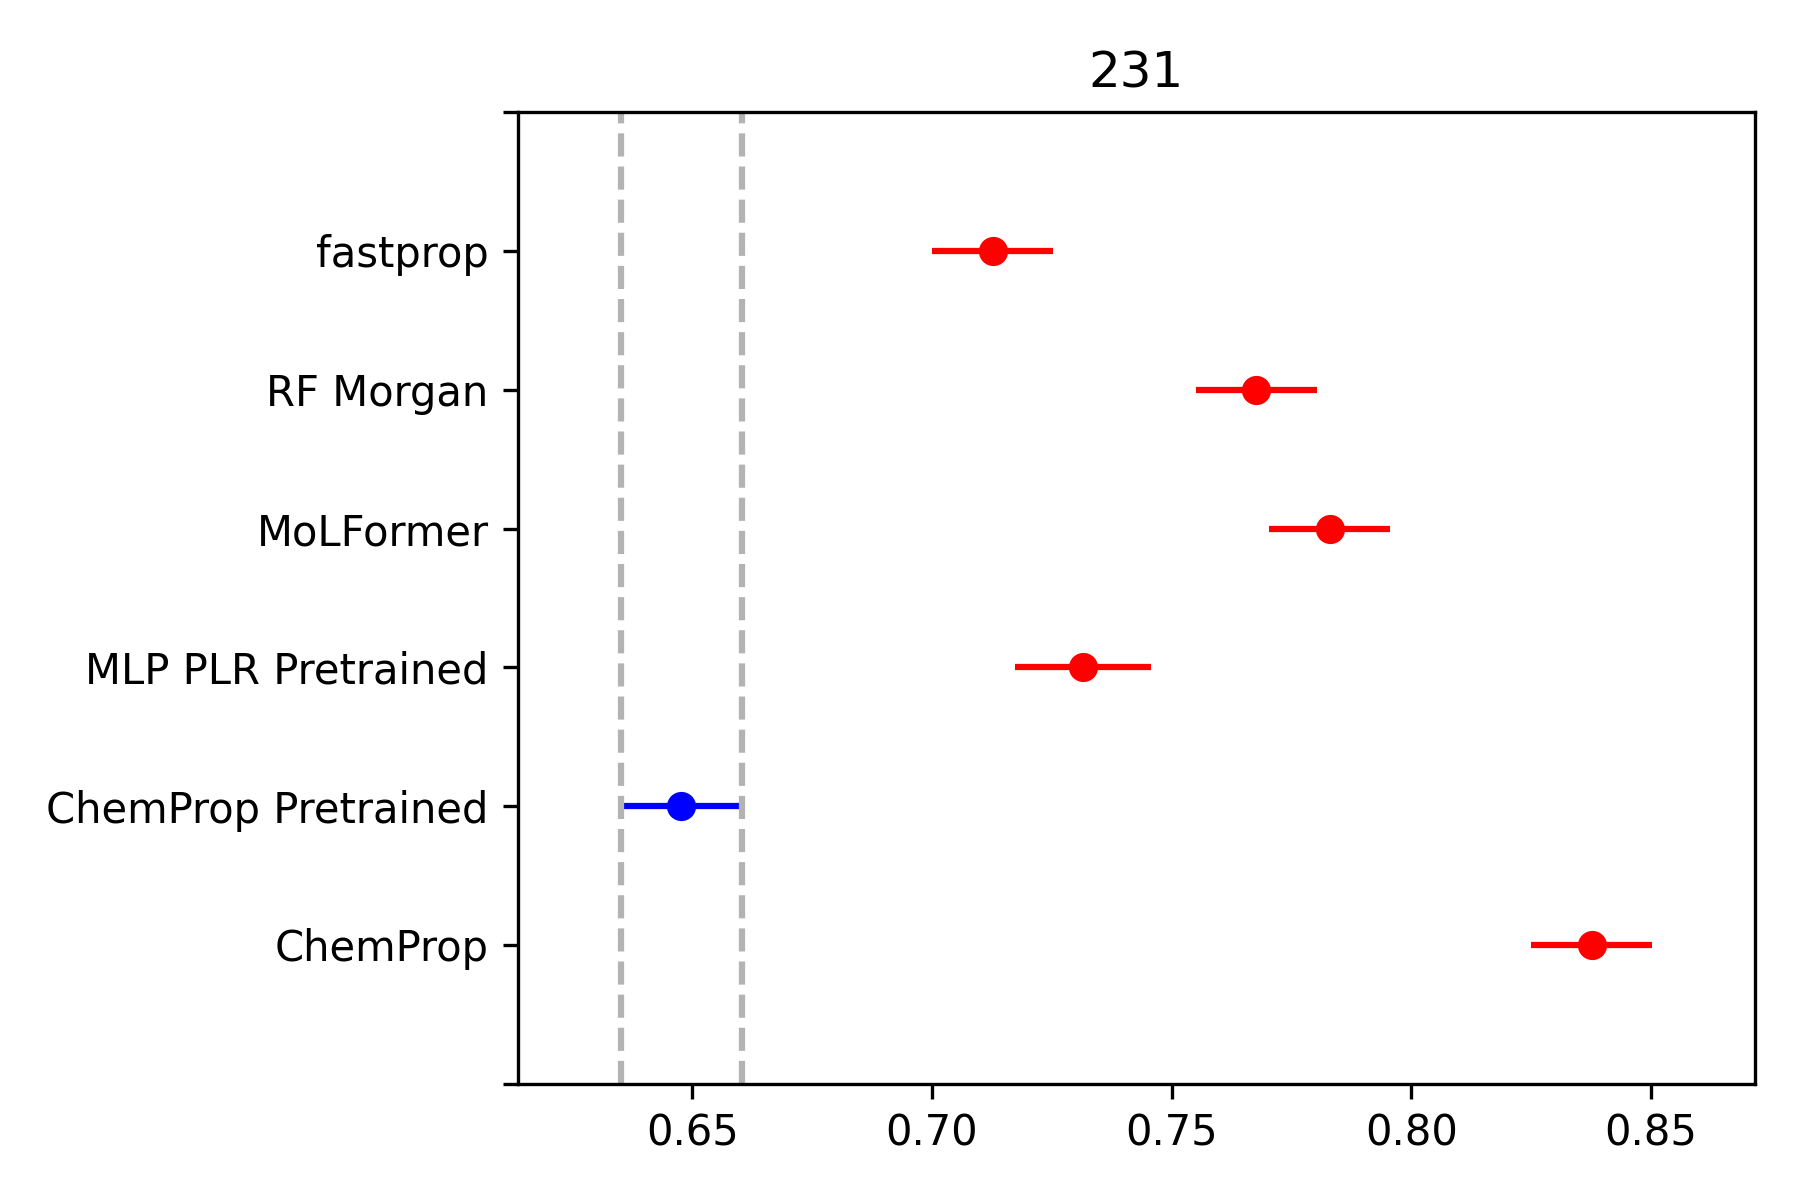 231
fastprop
RF Morgan
MoLFormer
MLP PLR Pretrained
ChemProp Pretrained
ChemProp
0.65 0.70 0.75 0.80 0.85